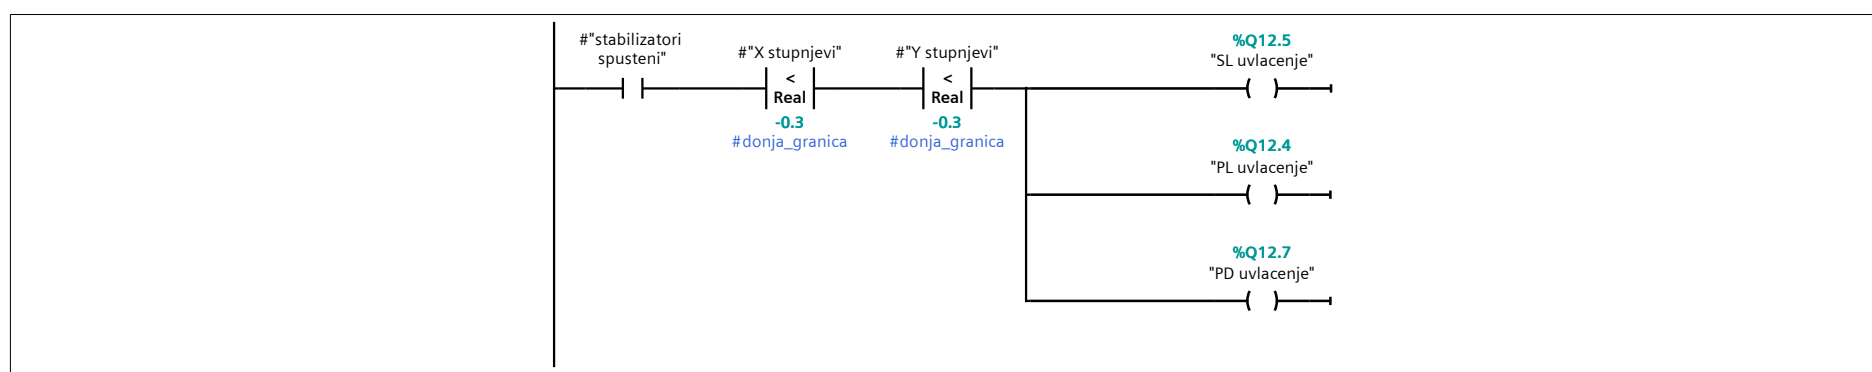 #"stabilizatori
spusteni"
#"X stupnjevi"
<
Real
-0.3
#donja_granica
#"Y stupnjevi"
<
Real
-0.3
#donja_granica
%Q12.5
"SL uvlacenje"
%Q12.4
"PL uvlacenje"
%Q12.7
"PD uvlacenje"